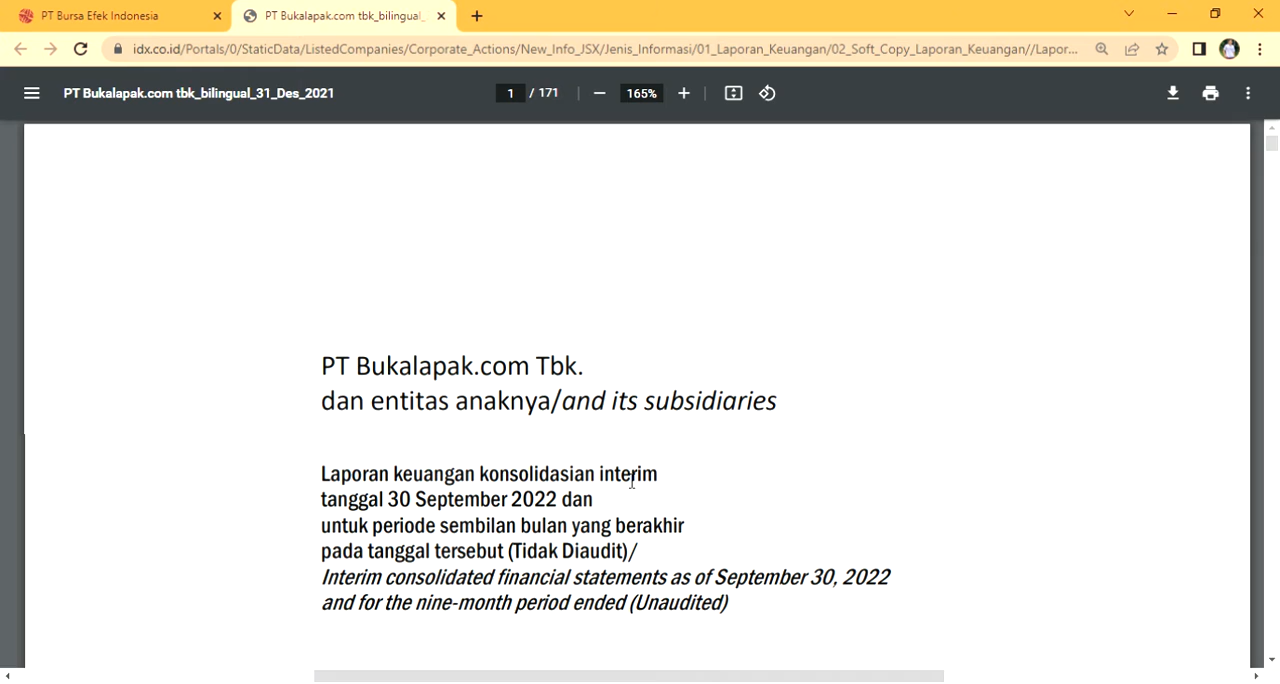 PT Bursa Efek Indonesia
PT Bukalapak.com tbk_bilingual_
idx.co.id/Portals/0/StaticData/ListedCompanies/Corporate_Actions/New_Info_JSX/Jenis_Informasi/01_Laporan_Keuangan/02_Soft_Copy_Laporan_Keuangan//Lapor...
PT Bukalapak.com tbk_bilingual_31_Des_2021
1 / 171
165%
PT Bukalapak.com Tbk.
dan entitas anaknya/and its subsidiaries
Laporan keuangan konsolidasian interim
tanggal 30 September 2022 dan
untuk periode sembilan bulan yang berakhir
pada tanggal tersebut (Tidak Diaudit)/
Interim consolidated financial statements as of September 30, 2022
and for the nine-month period ended (Unaudited)